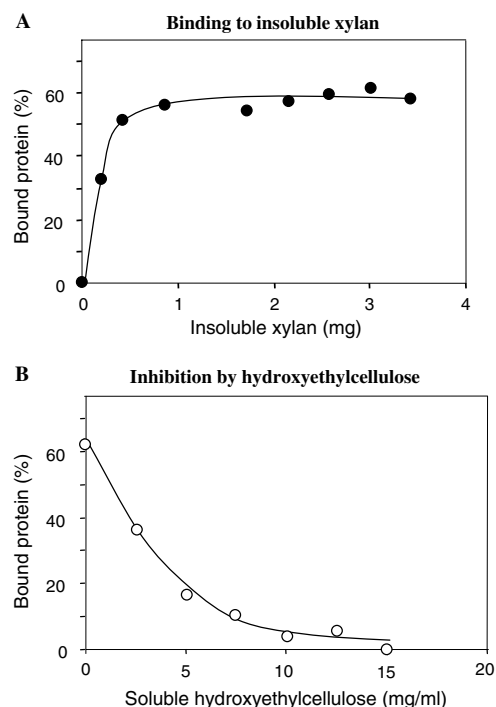 A
Binding to insoluble xylan
Bound protein (%)
60
40
20
0
0 1 2 3 4
Insoluble xylan (mg)
B
Inhibition by hydroxyethylcellulose
Bound protein (%)
60
40
20
0
0 5 10 15 20
Soluble hydroxyethylcellulose (mg/ml)